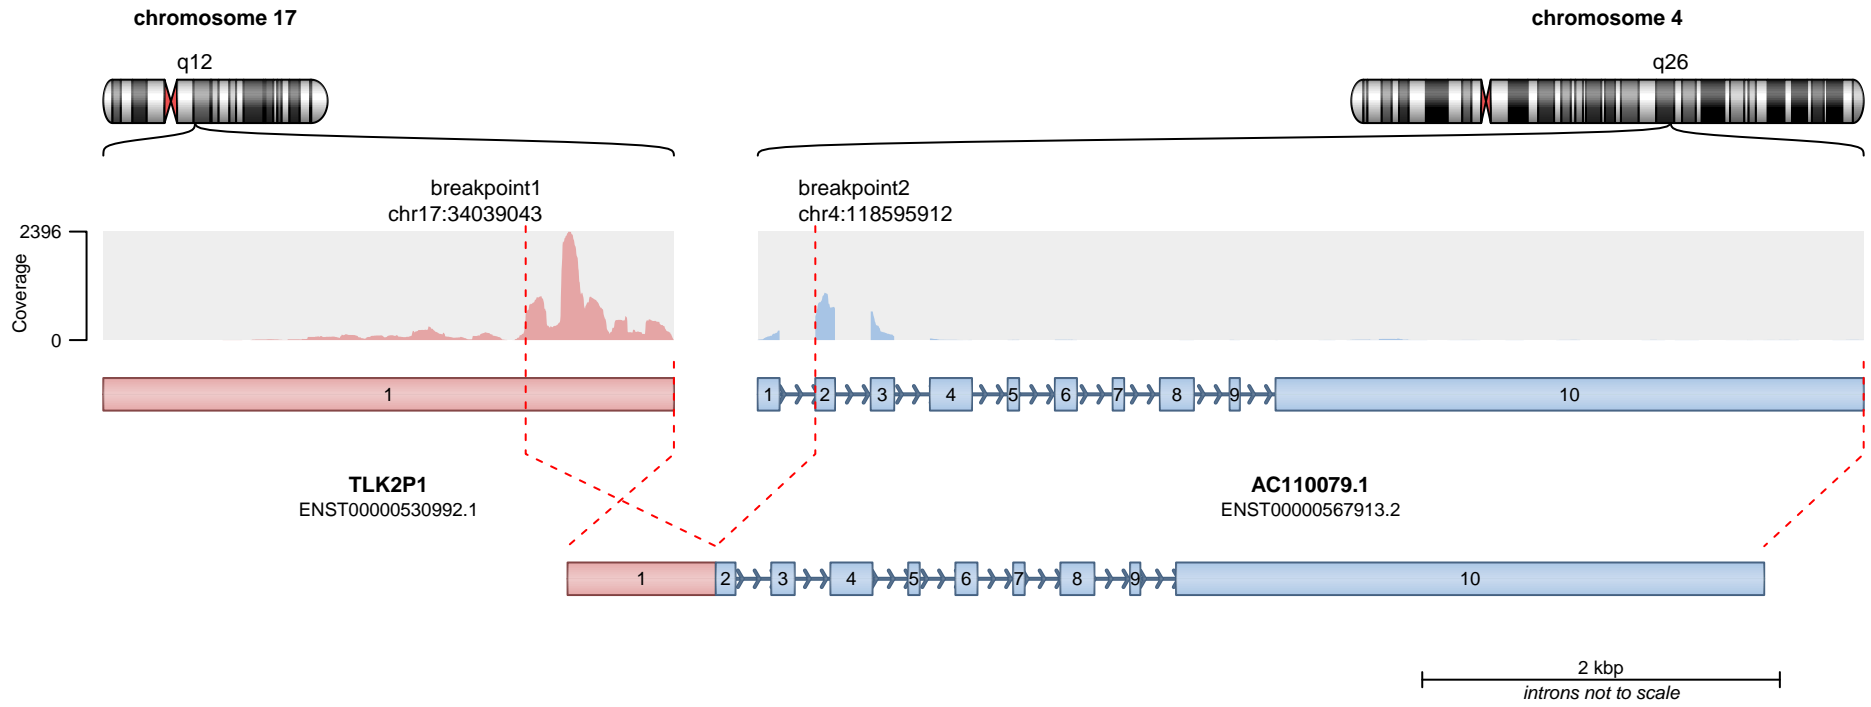 chromosome 17
chromosome 4
q12
q26
breakpoint1
chr17:34039043
breakpoint2
chr4:118595912
2396
0
Coverage
1
1 2 3 4 5 6 7 8 9 10
TLK2P1
ENST00000530992.1
AC110079.1
ENST00000567913.2
1 2 3 4 5 6 7 8 9 10
2 kbp
introns not to scale